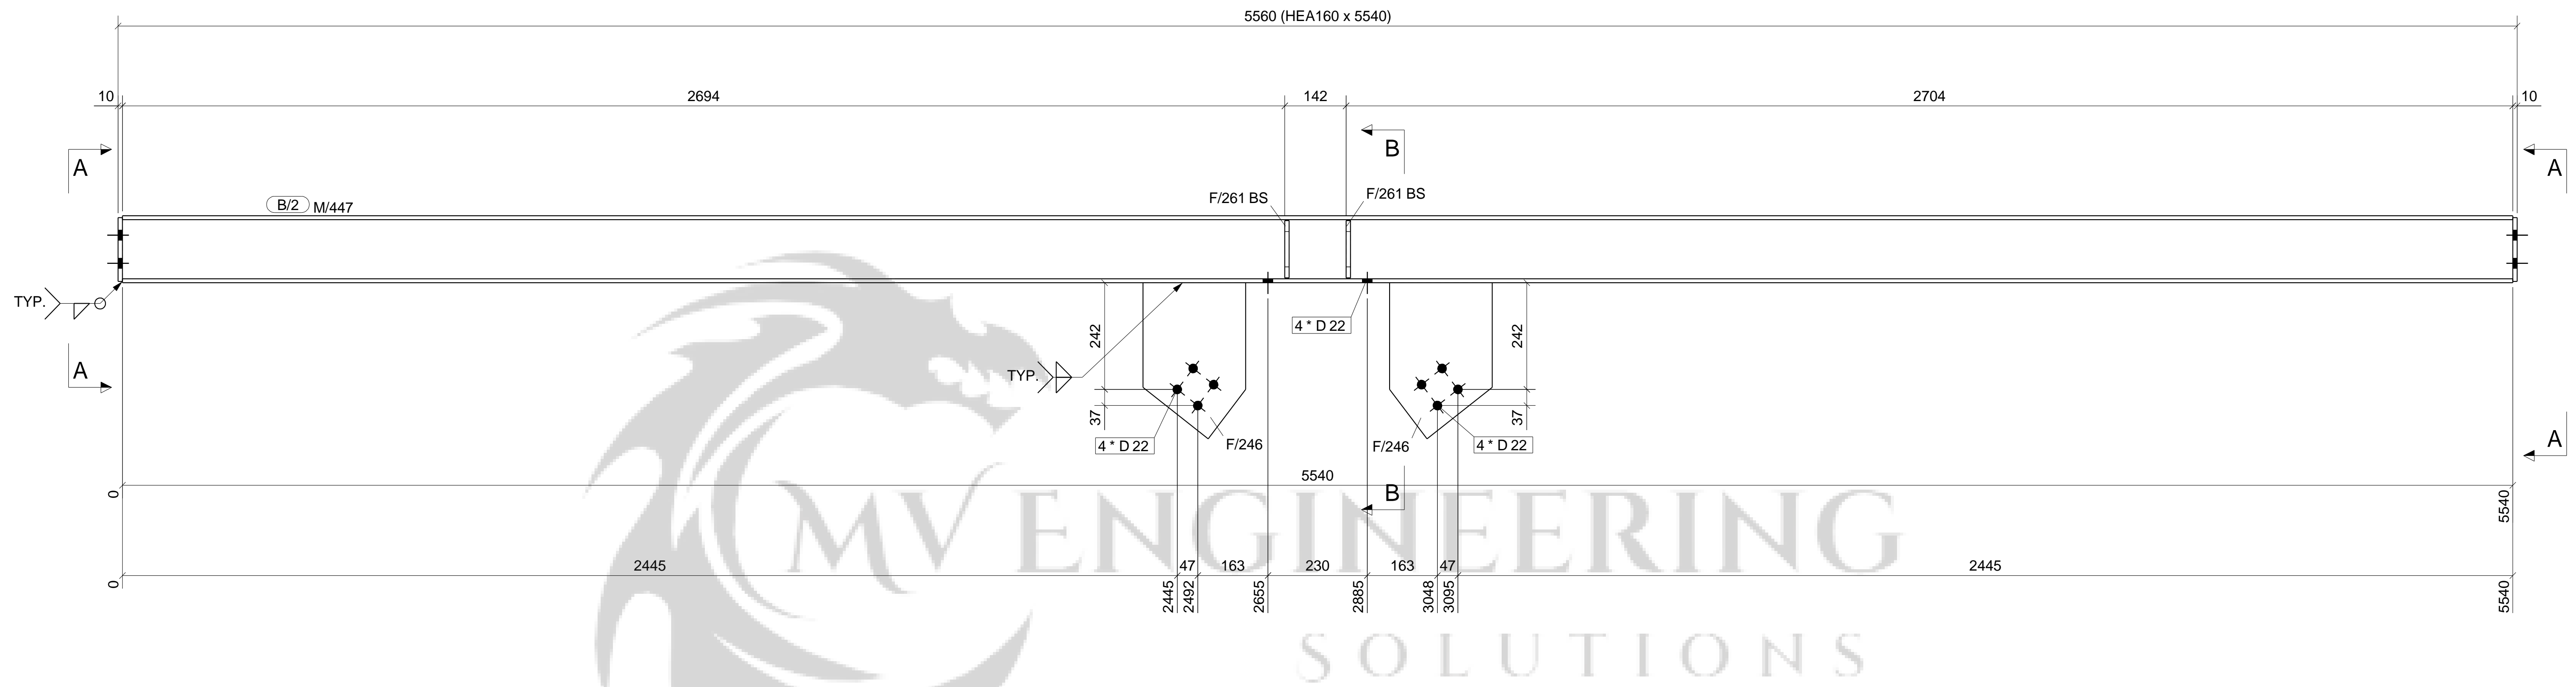 5560 (HEA160 x 5540)
10
2694
142
2704
10
A
B
A
B/2 M/447
F/261 BS
F/261 BS
TYP.
242
4 * D 22
242
A
TYP.
37
37
4 * D 22
F/246
F/246
4 * D 22
A
0
5540
B
5540
MV ENGINEERING
2445
47
163
230
163
47
2445
0
2445
2492
2655
2885
3048
3095
5540
SOLUTIONS